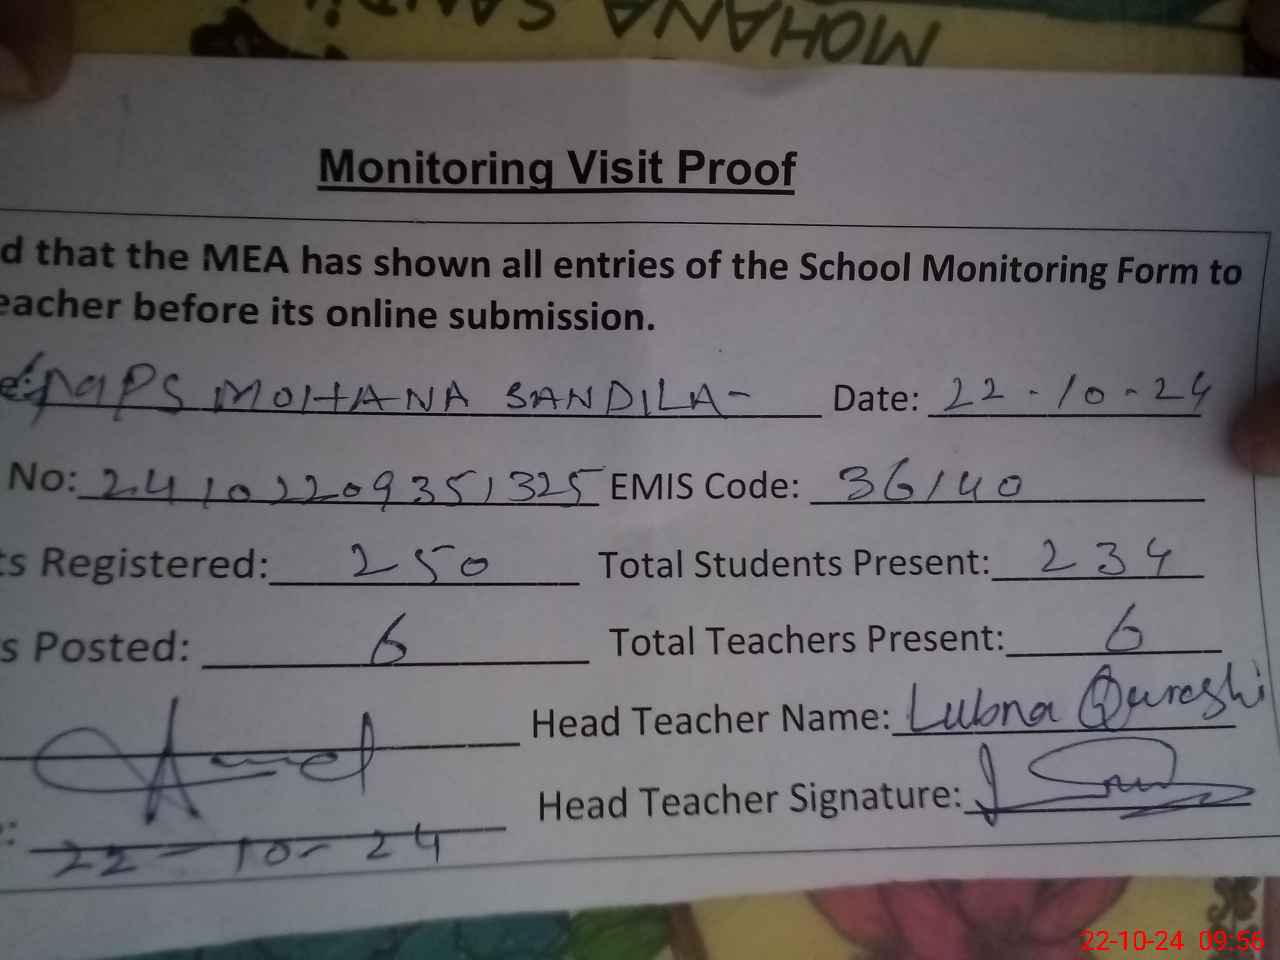 MOHANA
Monitoring Visit Proof
d that the MEA has shown all entries of the School Monitoring Form to
eacher before its online submission.
e: GGPS MOHANA SANDILA- Date: 22-10-24
No: 24102209351325 EMIS Code: 36140
ts Registered: 250 Total Students Present: 234
s Posted: 6 Total Teachers Present: 6
Head Teacher Name: Lubna Qureshi
Head Teacher Signature:
: 22-10-24
22-10-24 09:56